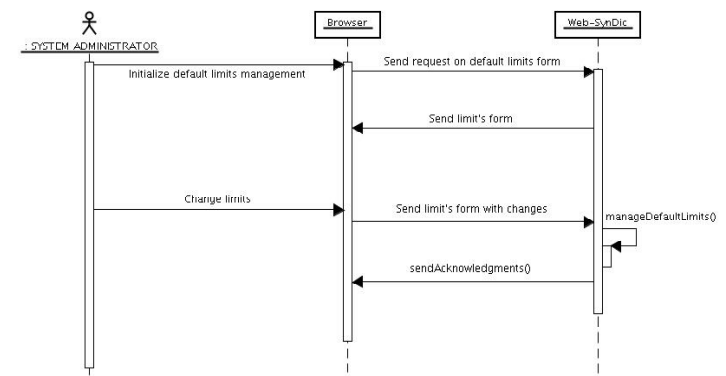 Browser
Web-SynDic
: SYSTEM ADMINISTRATOR
Send request on default limits form
Initialize default limits management
Send limit's form
Change limits
Send limit's form with changes
manageDefaultLimits()
sendAcknowledgments()